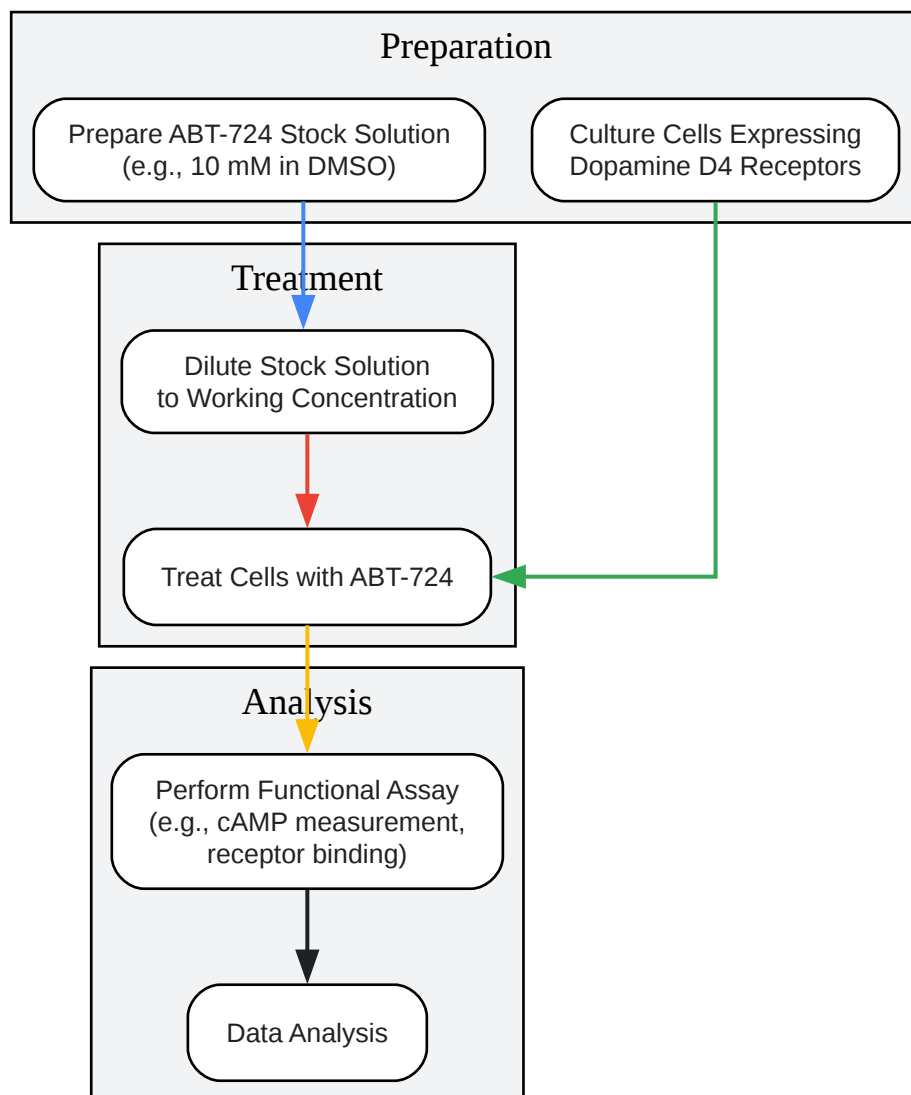 Preparation
Prepare ABT-724 Stock Solution
(e.g., 10 mM in DMSO)
Culture Cells Expressing
Dopamine D4 Receptors
Treatment
Dilute Stock Solution
to Working Concentration
Treat Cells with ABT-724
Analysis
Perform Functional Assay
(e.g., cAMP measurement,
receptor binding)
Data Analysis